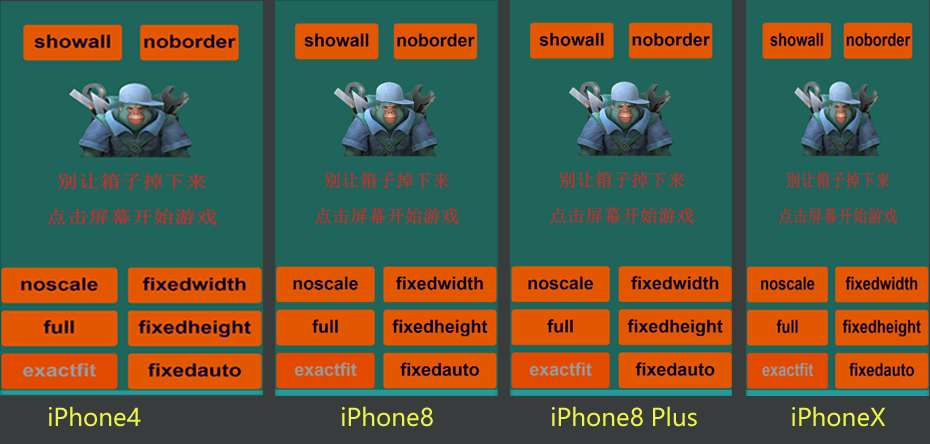 showall noborder
别让箱子掉下来
点击屏幕开始游戏
noscale fixedwidth
full fixedheight
exactfit fixedauto
iPhone4
showall noborder
别让箱子掉下来
点击屏幕开始游戏
noscale fixedwidth
full fixedheight
exactfit fixedauto
iPhone8
showall noborder
别让箱子掉下来
点击屏幕开始游戏
noscale fixedwidth
full fixedheight
exactfit fixedauto
iPhone8 Plus
showall noborder
别让箱子掉下来
点击屏幕开始游戏
noscale fixedwidth
full fixedheight
exactfit fixedauto
iPhoneX